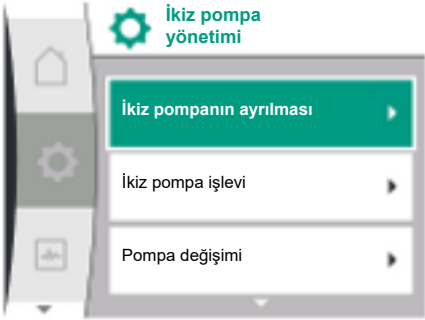 İkiz pompa
yönetimi
İkiz pompanın ayrılması
İkiz pompa işlevi
Pompa değişimi